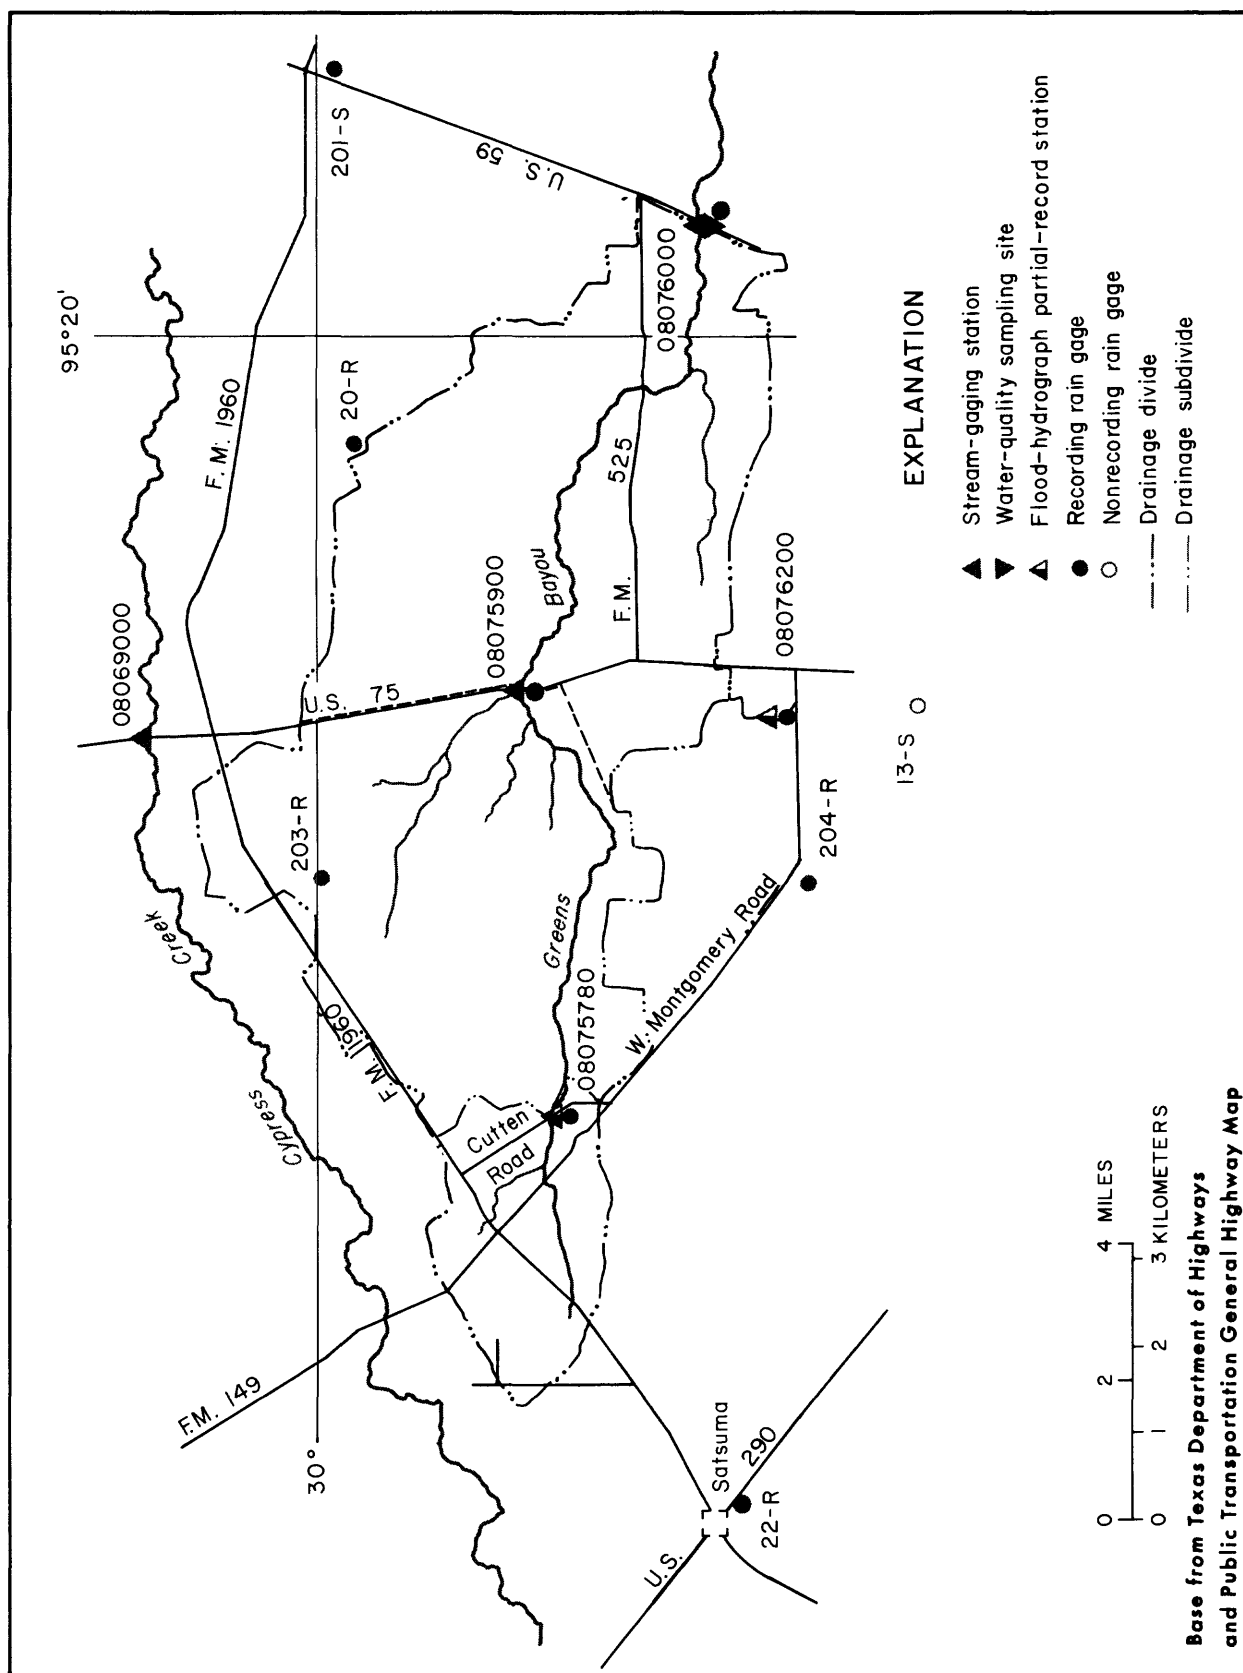 95°20'
F.M. 1960
201-S
U.S. 59
20-R
08069000
U.S. 75
08075900
Bayou
F.M. 525
08076000
08076200
203-R
Creek
Cypress
F.M. 1960
Greens
08075780
W. Montgomery Road
204-R
13-S
Cutten
Road
F.M. 149
30°
Satsuma
U.S. 290
22-R
EXPLANATION
Stream-gaging station
Water-quality sampling site
Flood-hydrograph partial-record station
Recording rain gage
Nonrecording rain gage
Drainage divide
Drainage subdivide
0 2 4 MILES
0 1 2 3 KILOMETERS
Base from Texas Department of Highways
and Public Transportation General Highway Map